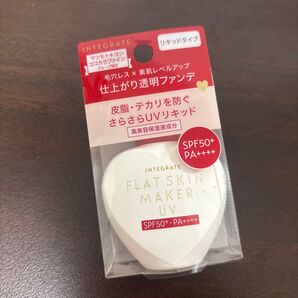 INTEGRATE
マツモトキヨシ
ココカラファイン
グループ限定
リキッドタイプ
毛穴レス×素肌レベルアップ
仕上がり透明ファンデ
皮脂・テカリを防ぐ
さらさらUVリキッド
高美容保湿液成分
SPF50+
PA++++
INTEGRATE
FLAT SKIN
MAKER
UV
SPF50+・PA++++